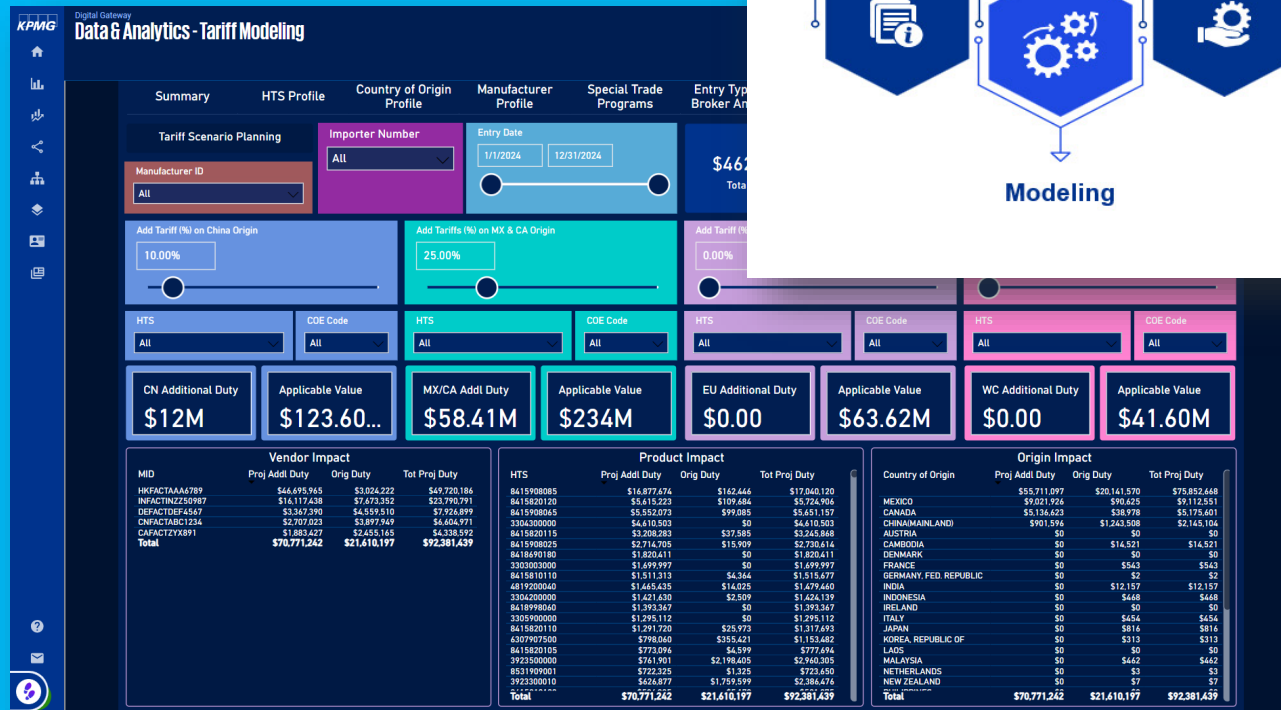 KPMG
Digital Gateway
Data & Analytics - Tariff Modeling
Modeling
Summary
HTS Profile
Country of Origin
Profile
Manufacturer
Profile
Special Trade
Programs
Entry Typ
Broker An
Tariff Scenario Planning
Manufacturer ID
All
Importer Number
All
Entry Date
1/1/2024 12/31/2024
$462
Tota
Add Tariff (%) on China Origin
10.00%
Add Tariffs (%) on MX & CA Origin
25.00%
Add Tariff (%
0.00%
HTS COE Code HTS COE Code HTS COE Code HTS COE Code
All All All All All All All All
CN Additional Duty Applicable Value MX/CA Addl Duty Applicable Value EU Additional Duty Applicable Value WC Additional Duty Applicable Value
$12M $123.60... $58.41M $234M $0.00 $63.62M $0.00 $41.60M
Vendor Impact
MID Proj Addl Duty Orig Duty Tot Proj Duty
HKFACTAAA6789 $46,695,965 $3,024,222 $49,720,186
INFACTINZZ50987 $16,117,438 $7,673,352 $23,790,791
DEFACTDEF4567 $3,367,390 $4,559,510 $7,926,899
CNFACTABC1234 $2,707,023 $3,897,949 $6,604,971
CAFACTZYX891 $1,883,427 $2,455,165 $4,338,592
Total $70,771,242 $21,610,197 $92,381,439
Product Impact
HTS Proj Addl Duty Orig Duty Tot Proj Duty
8415908085 $16,877,674 $162,446 $17,040,120
8415820120 $5,615,223 $109,684 $5,724,906
8415908065 $5,552,073 $99,085 $5,651,157
3304300000 $4,610,503 $0 $4,610,503
8415820115 $3,208,283 $37,585 $3,245,868
8415908025 $2,714,705 $15,909 $2,730,614
8418690180 $1,820,411 $0 $1,820,411
3303003000 $1,699,997 $0 $1,699,997
8415810110 $1,511,313 $4,364 $1,515,677
4819200040 $1,465,435 $14,025 $1,479,460
3304200000 $1,421,630 $2,509 $1,424,139
8418998060 $1,393,367 $0 $1,393,367
3305900000 $1,295,112 $0 $1,295,112
8415820110 $1,291,720 $25,973 $1,317,693
6307907500 $798,060 $355,421 $1,153,482
8415820105 $773,096 $4,599 $777,694
3923500000 $761,901 $2,198,405 $2,960,305
8531909001 $722,325 $1,325 $723,650
3923300010 $626,877 $1,759,599 $2,386,476
Total $70,771,242 $21,610,197 $92,381,439
Origin Impact
Country of Origin Proj Addl Duty Orig Duty Tot Proj Duty
$55,711,097 $20,141,570 $75,852,668
MEXICO $9,021,926 $90,625 $9,112,551
CANADA $5,136,623 $38,978 $5,175,601
CHINA(MAINLAND) $901,596 $1,243,508 $2,145,104
AUSTRIA $0 $0 $0
CAMBODIA $0 $14,521 $14,521
DENMARK $0 $0 $0
FRANCE $0 $543 $543
GERMANY, FED. REPUBLIC $0 $2 $2
INDIA $0 $12,157 $12,157
INDONESIA $0 $468 $468
IRELAND $0 $0 $0
ITALY $0 $454 $454
JAPAN $0 $816 $816
KOREA, REPUBLIC OF $0 $313 $313
LAOS $0 $0 $0
MALAYSIA $0 $462 $462
NETHERLANDS $0 $3 $3
NEW ZEALAND $0 $7 $7
Total $70,771,242 $21,610,197 $92,381,439